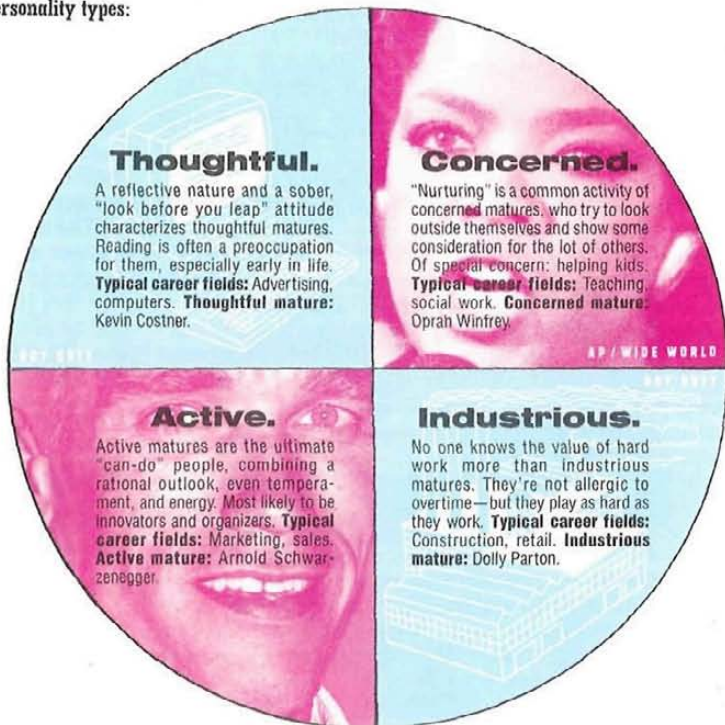 ersonality types:
Thoughtful.
A reflective nature and a sober,
"look before you leap" attitude
characterizes thoughtful matures.
Reading is often a preoccupation
for them, especially early in life.
Typical career fields: Advertising,
computers. Thoughtful mature:
Kevin Costner.
Concerned.
"Nurturing" is a common activity of
concerned matures, who try to look
outside themselves and show some
consideration for the lot of others.
Of special concern: helping kids.
Typical career fields: Teaching,
social work. Concerned mature:
Oprah Winfrey.
AP / WIDE WORLD
Active.
Active matures are the ultimate
"can-do" people, combining a
rational outlook, even tempera-
ment, and energy. Most likely to be
innovators and organizers. Typical
career fields: Marketing, sales.
Active mature: Arnold Schwar-
zenegger.
Industrious.
No one knows the value of hard
work more than industrious
matures. They're not allergic to
overtime—but they play as hard as
they work. Typical career fields:
Construction, retail. Industrious
mature: Dolly Parton.